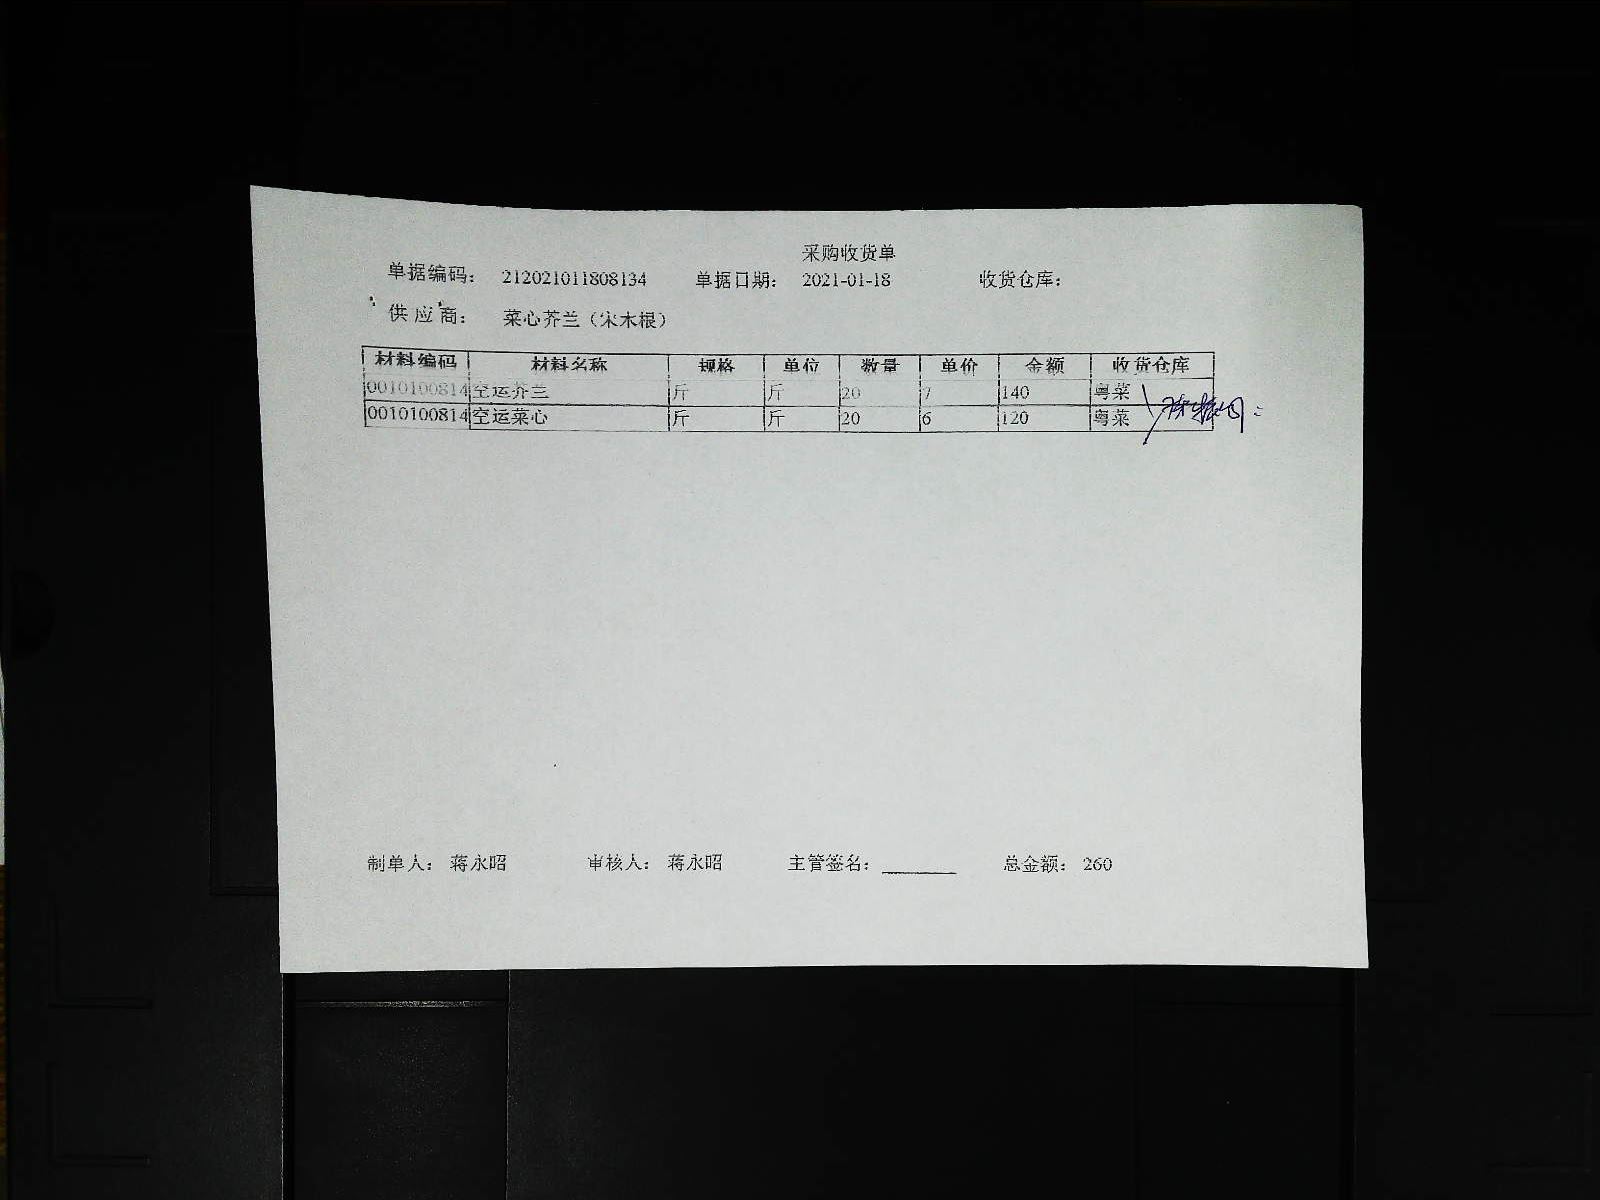 采购收货单
单据编码： 212021011808134 单据日期： 2021-01-18 收货仓库：
供应商： 菜心芥兰（宋木根）
材料编码 材料名称 规格 单位 数量 单价 金额 收货仓库
0010100814 空运芥兰 斤 斤 20 7 140 粤菜
0010100814 空运菜心 斤 斤 20 6 120 粤菜
制单人： 蒋永昭 审核人： 蒋永昭 主管签名： 总金额： 260